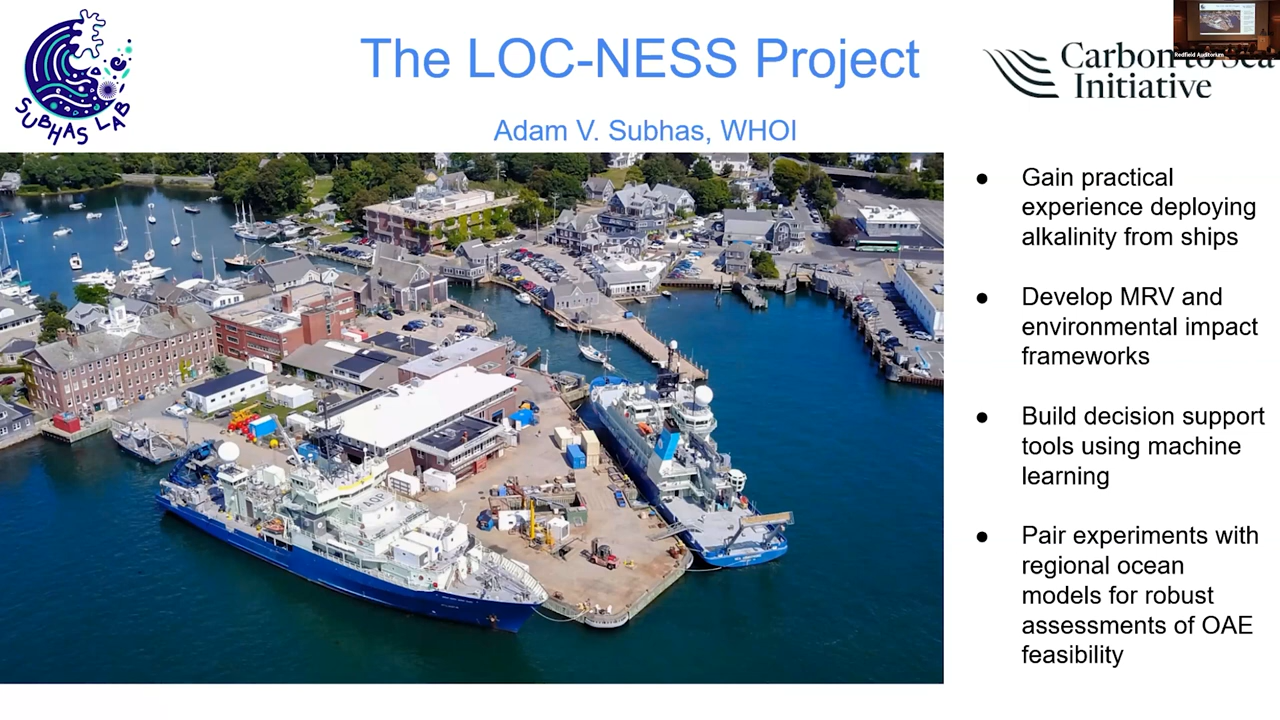 The LOC-NESS Project
Adam V. Subhas, WHOI
SUBHAS LAB
Carbon to Sea
Initiative
Redfield Auditorium
● Gain practical
experience deploying
alkalinity from ships
● Develop MRV and
environmental impact
frameworks
● Build decision support
tools using machine
learning
● Pair experiments with
regional ocean
models for robust
assessments of OAE
feasibility